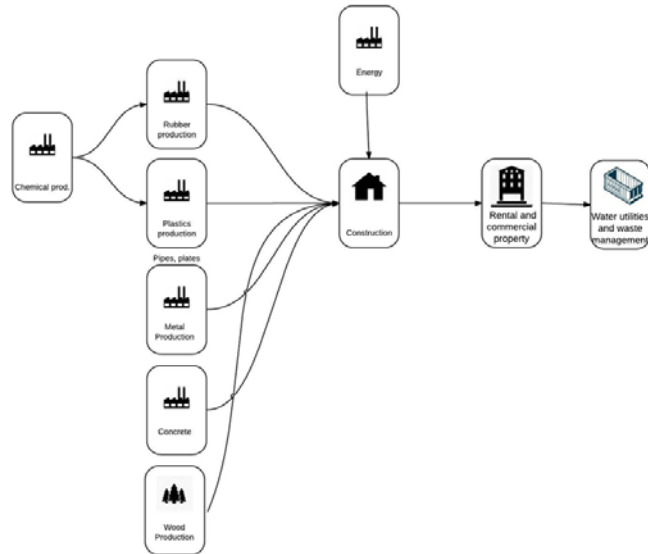 Energy
Rubber
production
Chemical prod.
Plastics
production
Construction
Rental and
commercial
property
Water utilities
and waste
management
Pipes, plates
Metal
Production
Concrete
Wood
Production